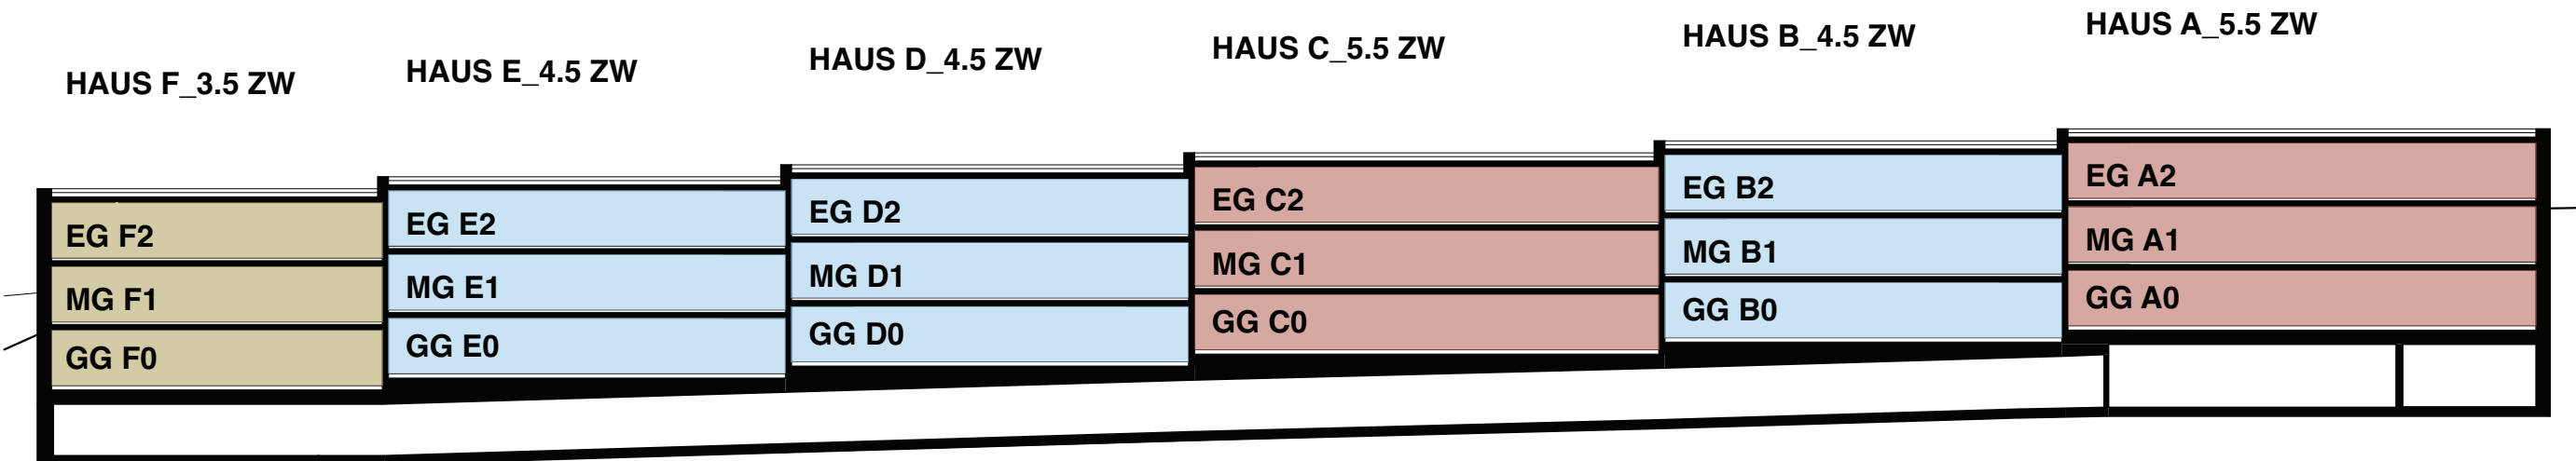 HAUS F_3.5 ZW
HAUS E_4.5 ZW
HAUS D_4.5 ZW
HAUS C_5.5 ZW
HAUS B_4.5 ZW
HAUS A_5.5 ZW
EG F2
MG F1
GG F0
EG E2
MG E1
GG E0
EG D2
MG D1
GG D0
EG C2
MG C1
GG C0
EG B2
MG B1
GG B0
EG A2
MG A1
GG A0